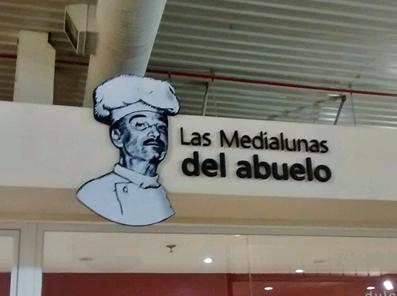 Las Medialunas
del abuelo